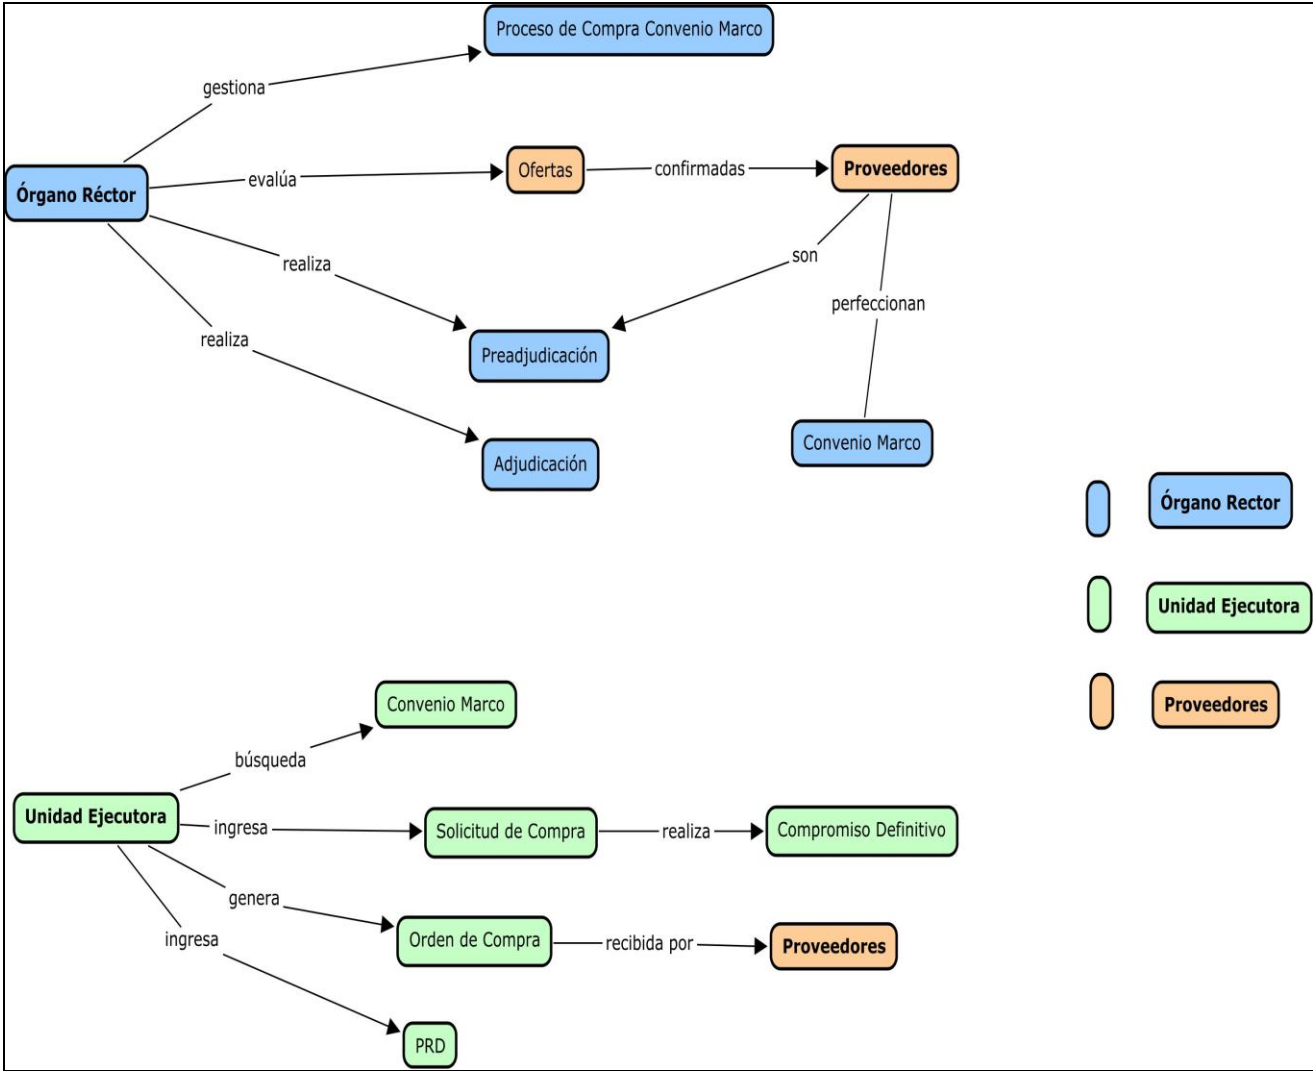 Proceso de Compra Convenio Marco
gestiona
Órgano Réctor
evalúa
Ofertas
confirmadas
Proveedores
realiza
son
perfeccionan
realiza
Preadjudicación
Adjudicación
Convenio Marco
Órgano Rector
Unidad Ejecutora
Proveedores
Convenio Marco
búsqueda
Unidad Ejecutora
ingresa
Solicitud de Compra
realiza
Compromiso Definitivo
genera
ingresa
Orden de Compra
recibida por
Proveedores
PRD